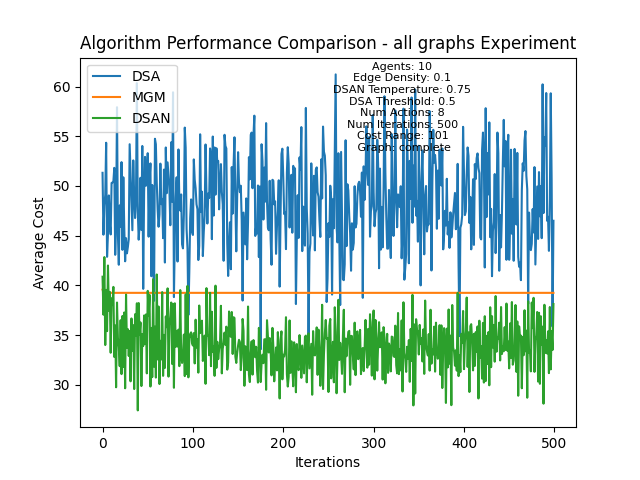 Algorithm Performance Comparison - all graphs Experiment
DSA
MGM
DSAN
Agents: 10
Edge Density: 0.1
DSAN Temperature: 0.75
DSA Threshold: 0.5
Num Actions: 8
Num Iterations: 500
Cost Range: 101
Graph: complete
Average Cost
60
55
50
45
40
35
30
0
100
200
300
400
500
Iterations